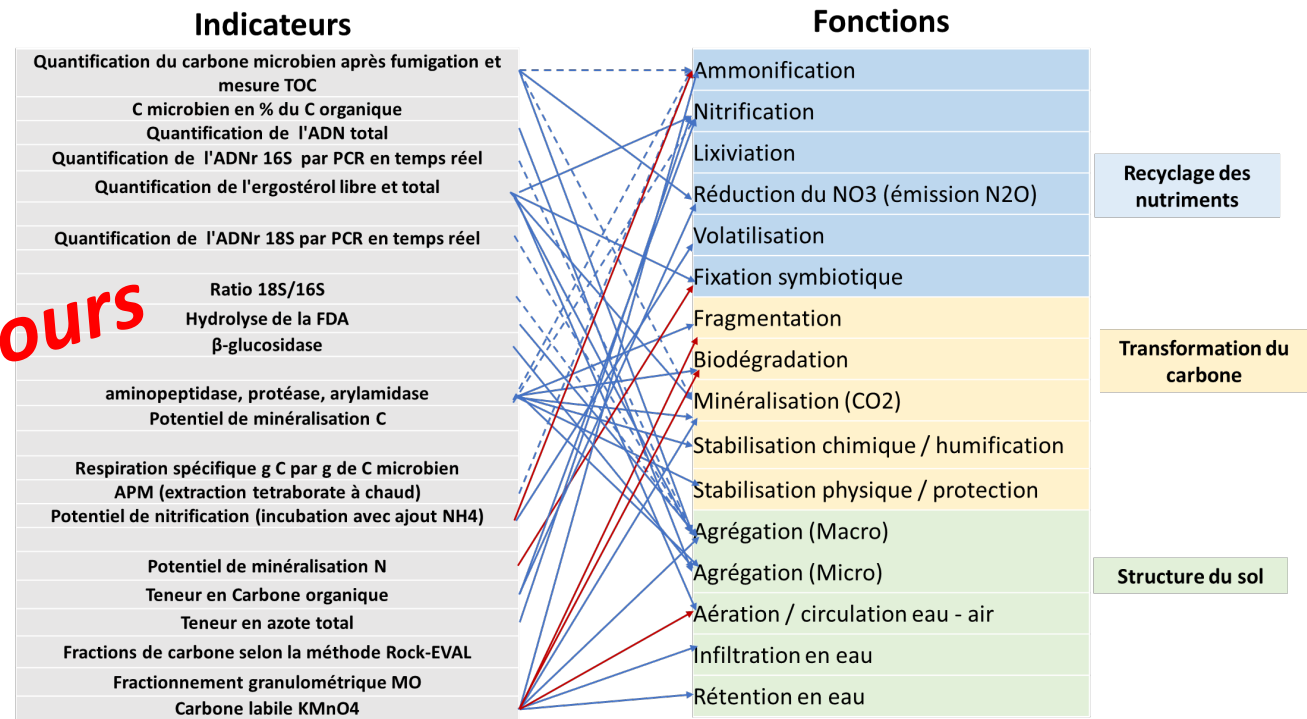 Indicateurs
Quantification du carbone microbien après fumigation et
mesure TOC
C microbien en % du C organique
Quantification de l'ADN total
Quantification de l'ADNr 16S par PCR en temps réel
Quantification de l'ergostérol libre et total
Quantification de l'ADNr 18S par PCR en temps réel
Ratio 18S/16S
Hydrolyse de la FDA
β-glucosidase
aminopeptidase, protéase, arylamidase
Potentiel de minéralisation C
Respiration spécifique g C par g de C microbien
APM (extraction tetraborate à chaud)
Potentiel de nitrification (incubation avec ajout NH4)
Potentiel de minéralisation N
Teneur en Carbone organique
Teneur en azote total
Fractions de carbone selon la méthode Rock-EVAL
Fractionnement granulométrique MO
Carbone labile KMnO4
ours
Fonctions
Ammonification
Nitrification
Lixiviation
Réduction du NO3 (émission N2O)
Volatilisation
Fixation symbiotique
Fragmentation
Biodégradation
Minéralisation (CO2)
Stabilisation chimique / humification
Stabilisation physique / protection
Agrégation (Macro)
Agrégation (Micro)
Aération / circulation eau - air
Infiltration en eau
Rétention en eau
Recyclage des
nutriments
Transformation du
carbone
Structure du sol